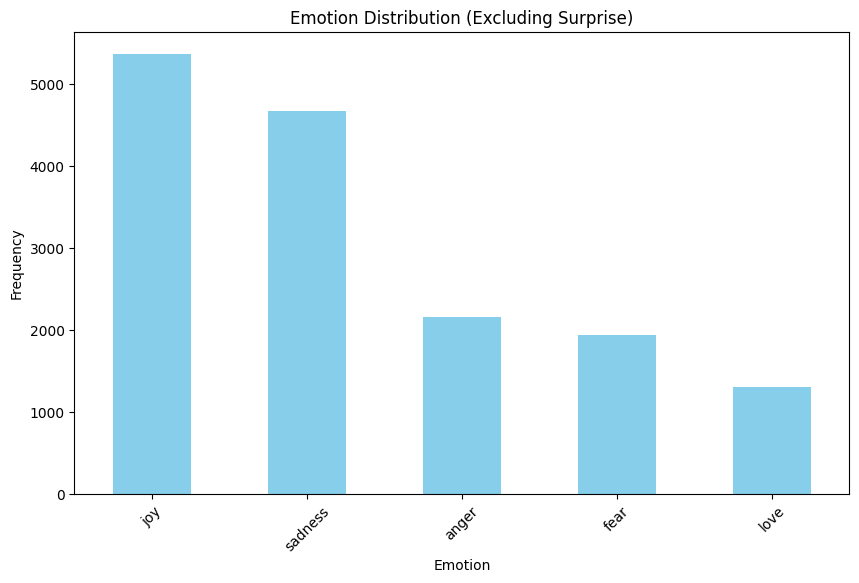 Emotion Distribution (Excluding Surprise)
Frequency
5000
4000
3000
2000
1000
0
joy
sadness
anger
fear
love
Emotion